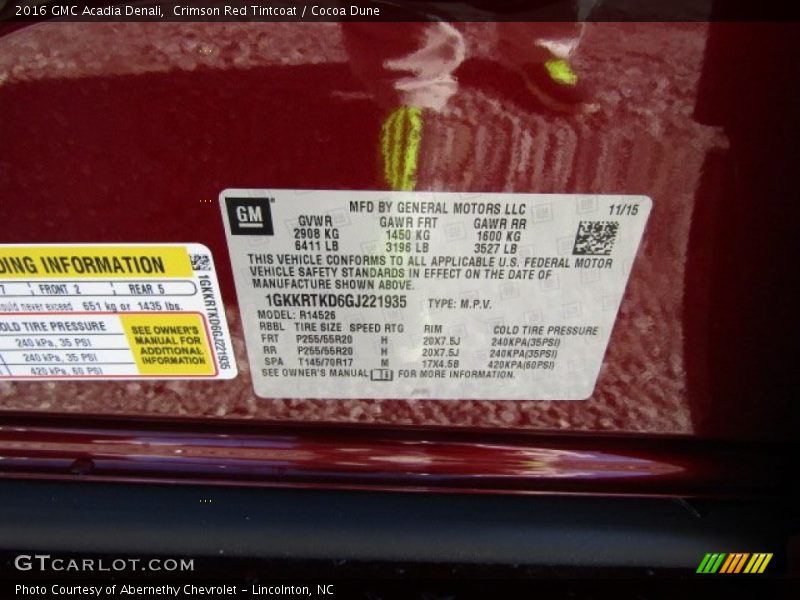 2016 GMC Acadia Denali,  Crimson Red Tintcoat / Cocoa Dune
GM
MFD BY GENERAL MOTORS LLC
11/15
GVWR GAWR FRT GAWR RR
2908 KG 1450 KG 1600 KG
6411 LB 3196 LB 3527 LB
THIS VEHICLE CONFORMS TO ALL APPLICABLE U.S. FEDERAL MOTOR
VEHICLE SAFETY STANDARDS IN EFFECT ON THE DATE OF
MANUFACTURE SHOWN ABOVE.
1GKKRTKD6GJ221935 TYPE: M.P.V.
MODEL: R14526
RBBL TIRE SIZE SPEED RTG RIM COLD TIRE PRESSURE
FRT P255/55R20 H 20X7.5J 240KPA(35PSI)
RR P255/55R20 H 20X7.5J 240KPA(35PSI)
SPA T145/70R17 M 17X4.5B 420KPA(60PSI)
SEE OWNER'S MANUAL FOR MORE INFORMATION.
DING INFORMATION
7 FRONT 2 REAR 5
ould never exceed 651 kg or 1435 lbs.
COLD TIRE PRESSURE
240 kPa, 35 PSI
240 kPa, 35 PSI
420 kPa, 60 PSI
SEE OWNER'S
MANUAL FOR
ADDITIONAL
INFORMATION
1GKKRTKD6GJ221935
GTCARLOT.COM
Photo Courtesy of Abernethy Chevrolet - Lincolnton, NC